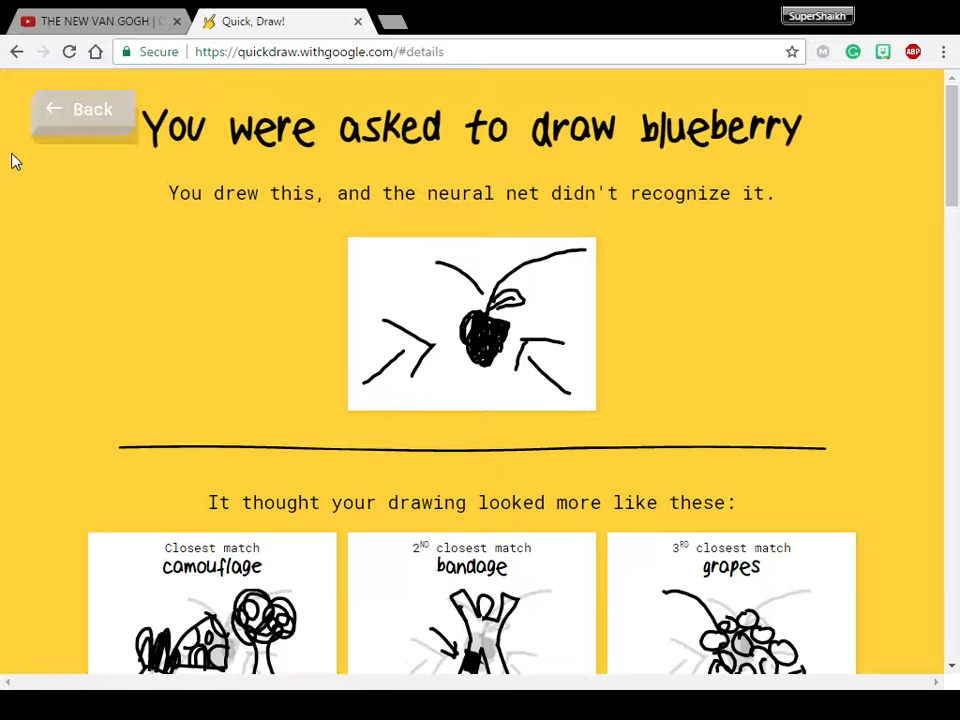 SuperShaikh
THE NEW VAN GOGH |
Quick, Draw!
Secure
https://quickdraw.withgoogle.com/#details
ABP
Back
You were asked to draw blueberry
You drew this, and the neural net didn't recognize it.
It thought your drawing looked more like these:
Closest match
camouflage
2ND closest match
bandage
3RD closest match
grapes